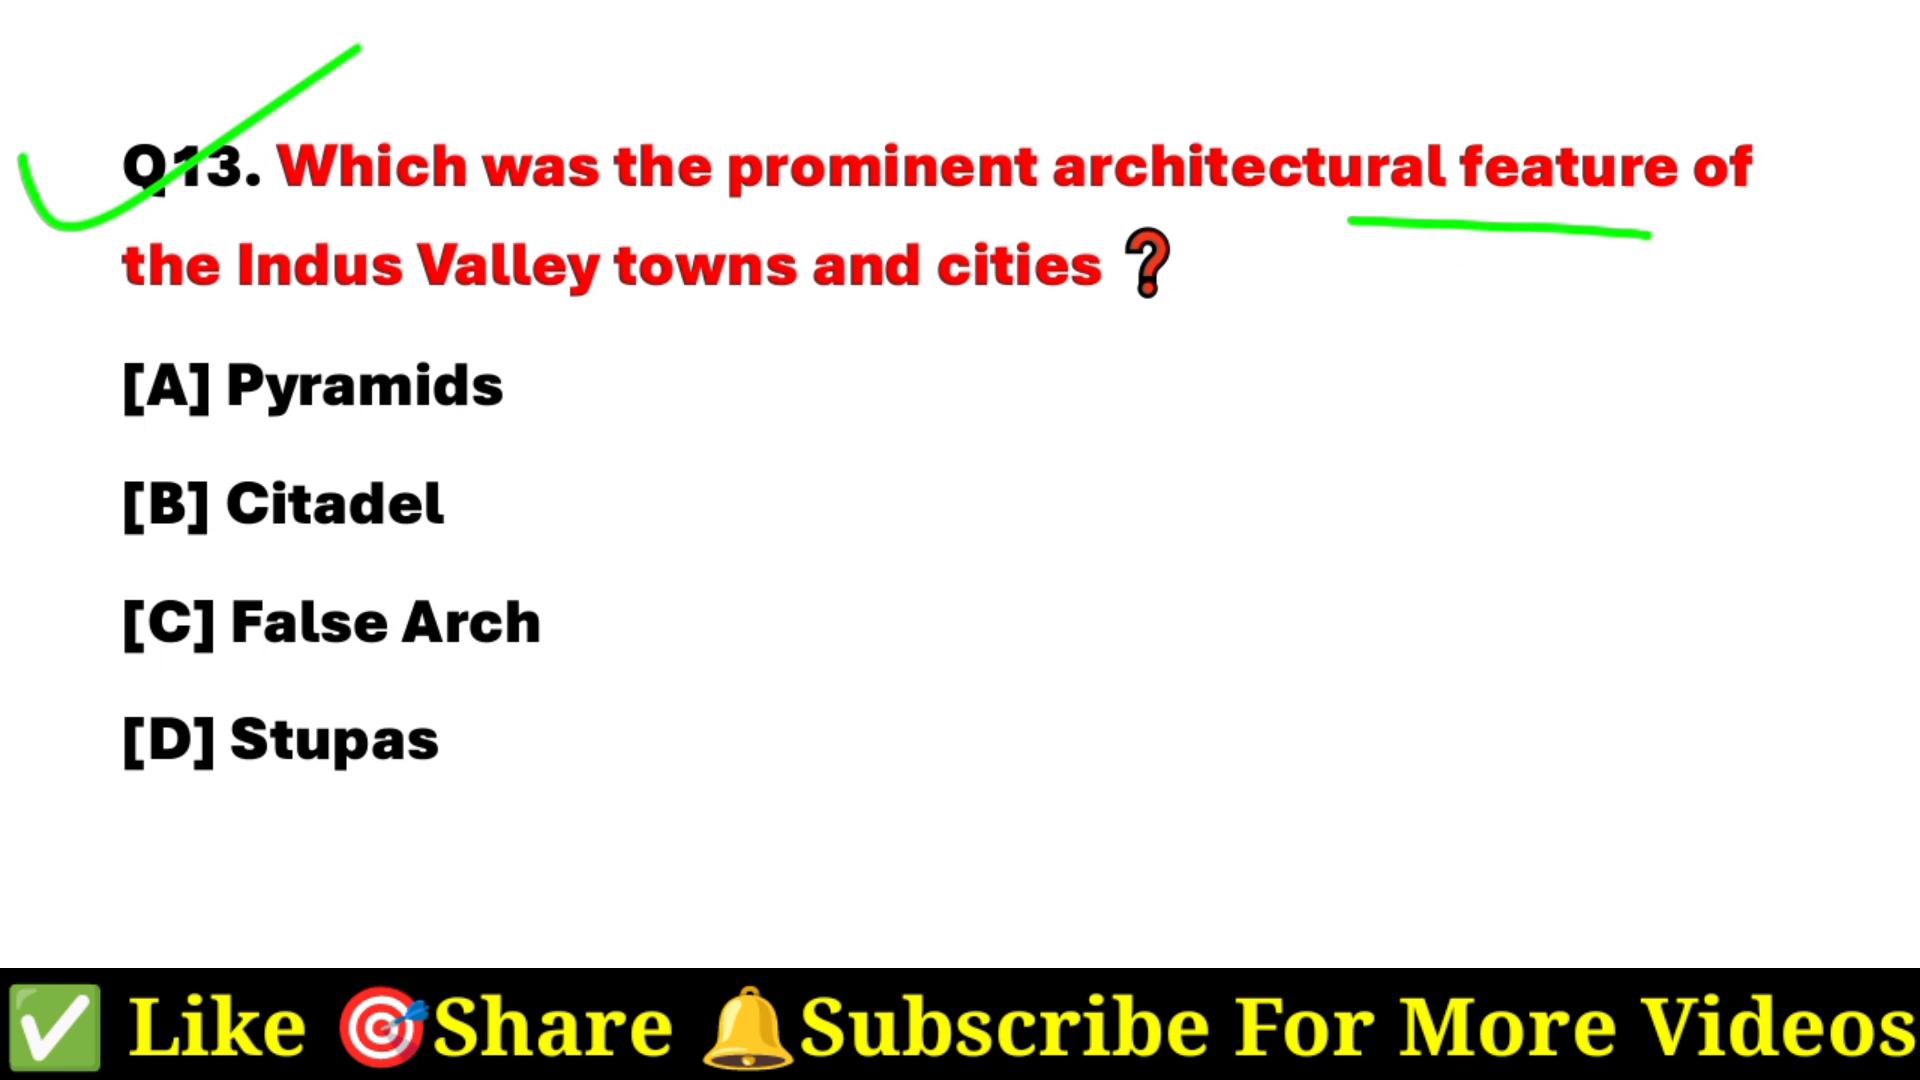 Q13. Which was the prominent architectural feature of
the Indus Valley towns and cities ❓
[A] Pyramids
[B] Citadel
[C] False Arch
[D] Stupas
✅ Like 🎯Share 🔔Subscribe For More Videos